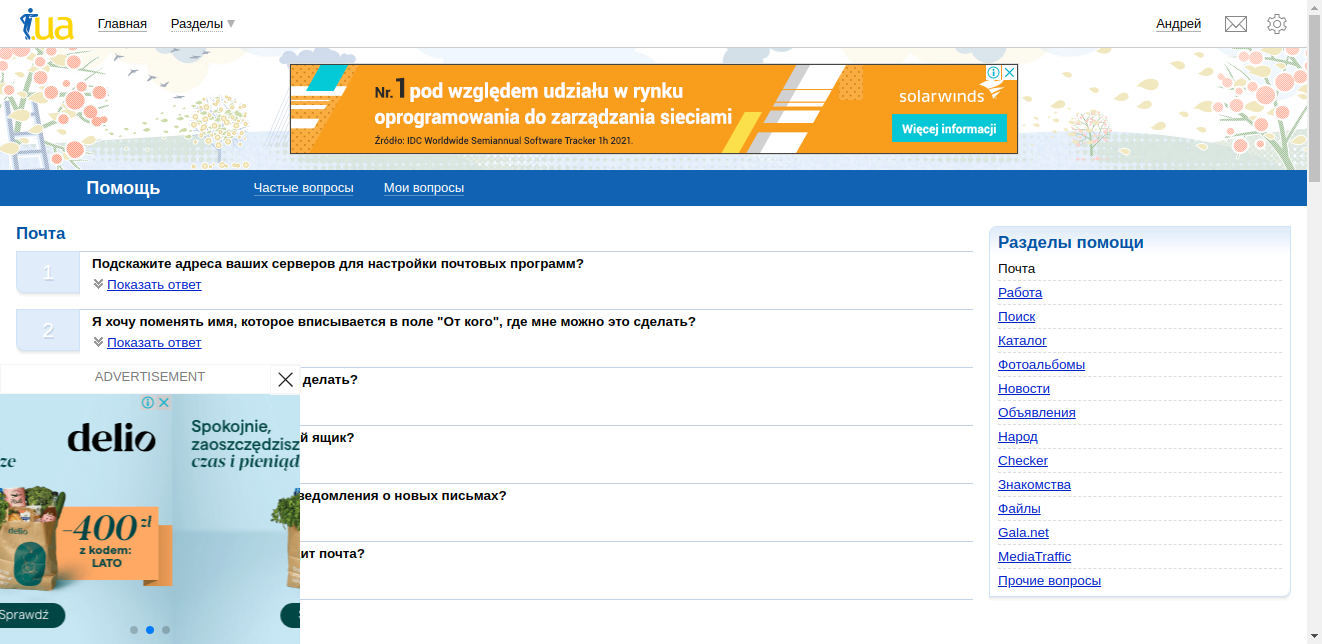 .ua
Главная
Разделы
Андрей
Nr. 1 pod względem udziału w rynku
oprogramowania do zarządzania sieciami
Źródło: IDC Worldwide Semiannual Software Tracker 1h 2021.
solarwinds
Więcej informacji
Помощь
Частые вопросы
Мои вопросы
Почта
1
Подскажите адреса ваших серверов для настройки почтовых программ?
Показать ответ
2
Я хочу поменять имя, которое вписывается в поле "От кого", где мне можно это сделать?
Показать ответ
делать?
й ящик?
ведомления о новых письмах?
ит почта?
ADVERTISEMENT
delio
ze
delio
-400 zł
z kodem:
LATO
Sprawdź
Spokojnie,
zaoszczędzisz
czas i pieniąd
Разделы помощи
Почта
Работа
Поиск
Каталог
Фотоальбомы
Новости
Объявления
Народ
Checker
Знакомства
Файлы
Gala.net
MediaTraffic
Прочие вопросы